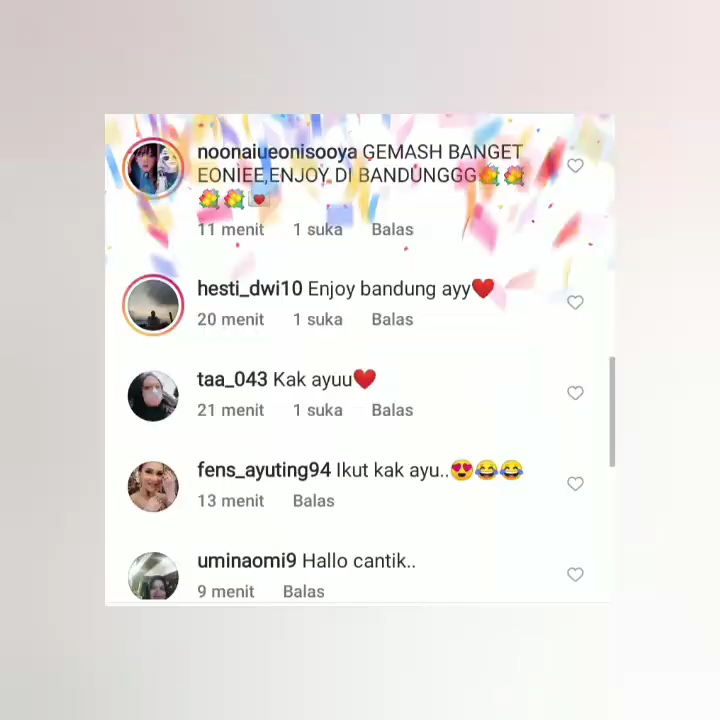 noonaiueonisooya GEMASH BANGET
EONIEE,ENJOY DI BANDUNGGG💐💐
💐💐💌
11 menit 1 suka Balas
hesti_dwi10 Enjoy bandung ayy❤️
20 menit 1 suka Balas
taa_043 Kak ayuu❤️
21 menit 1 suka Balas
fens_ayuting94 Ikut kak ayu..😍😂😂
13 menit Balas
uminaomi9 Hallo cantik..
9 menit Balas